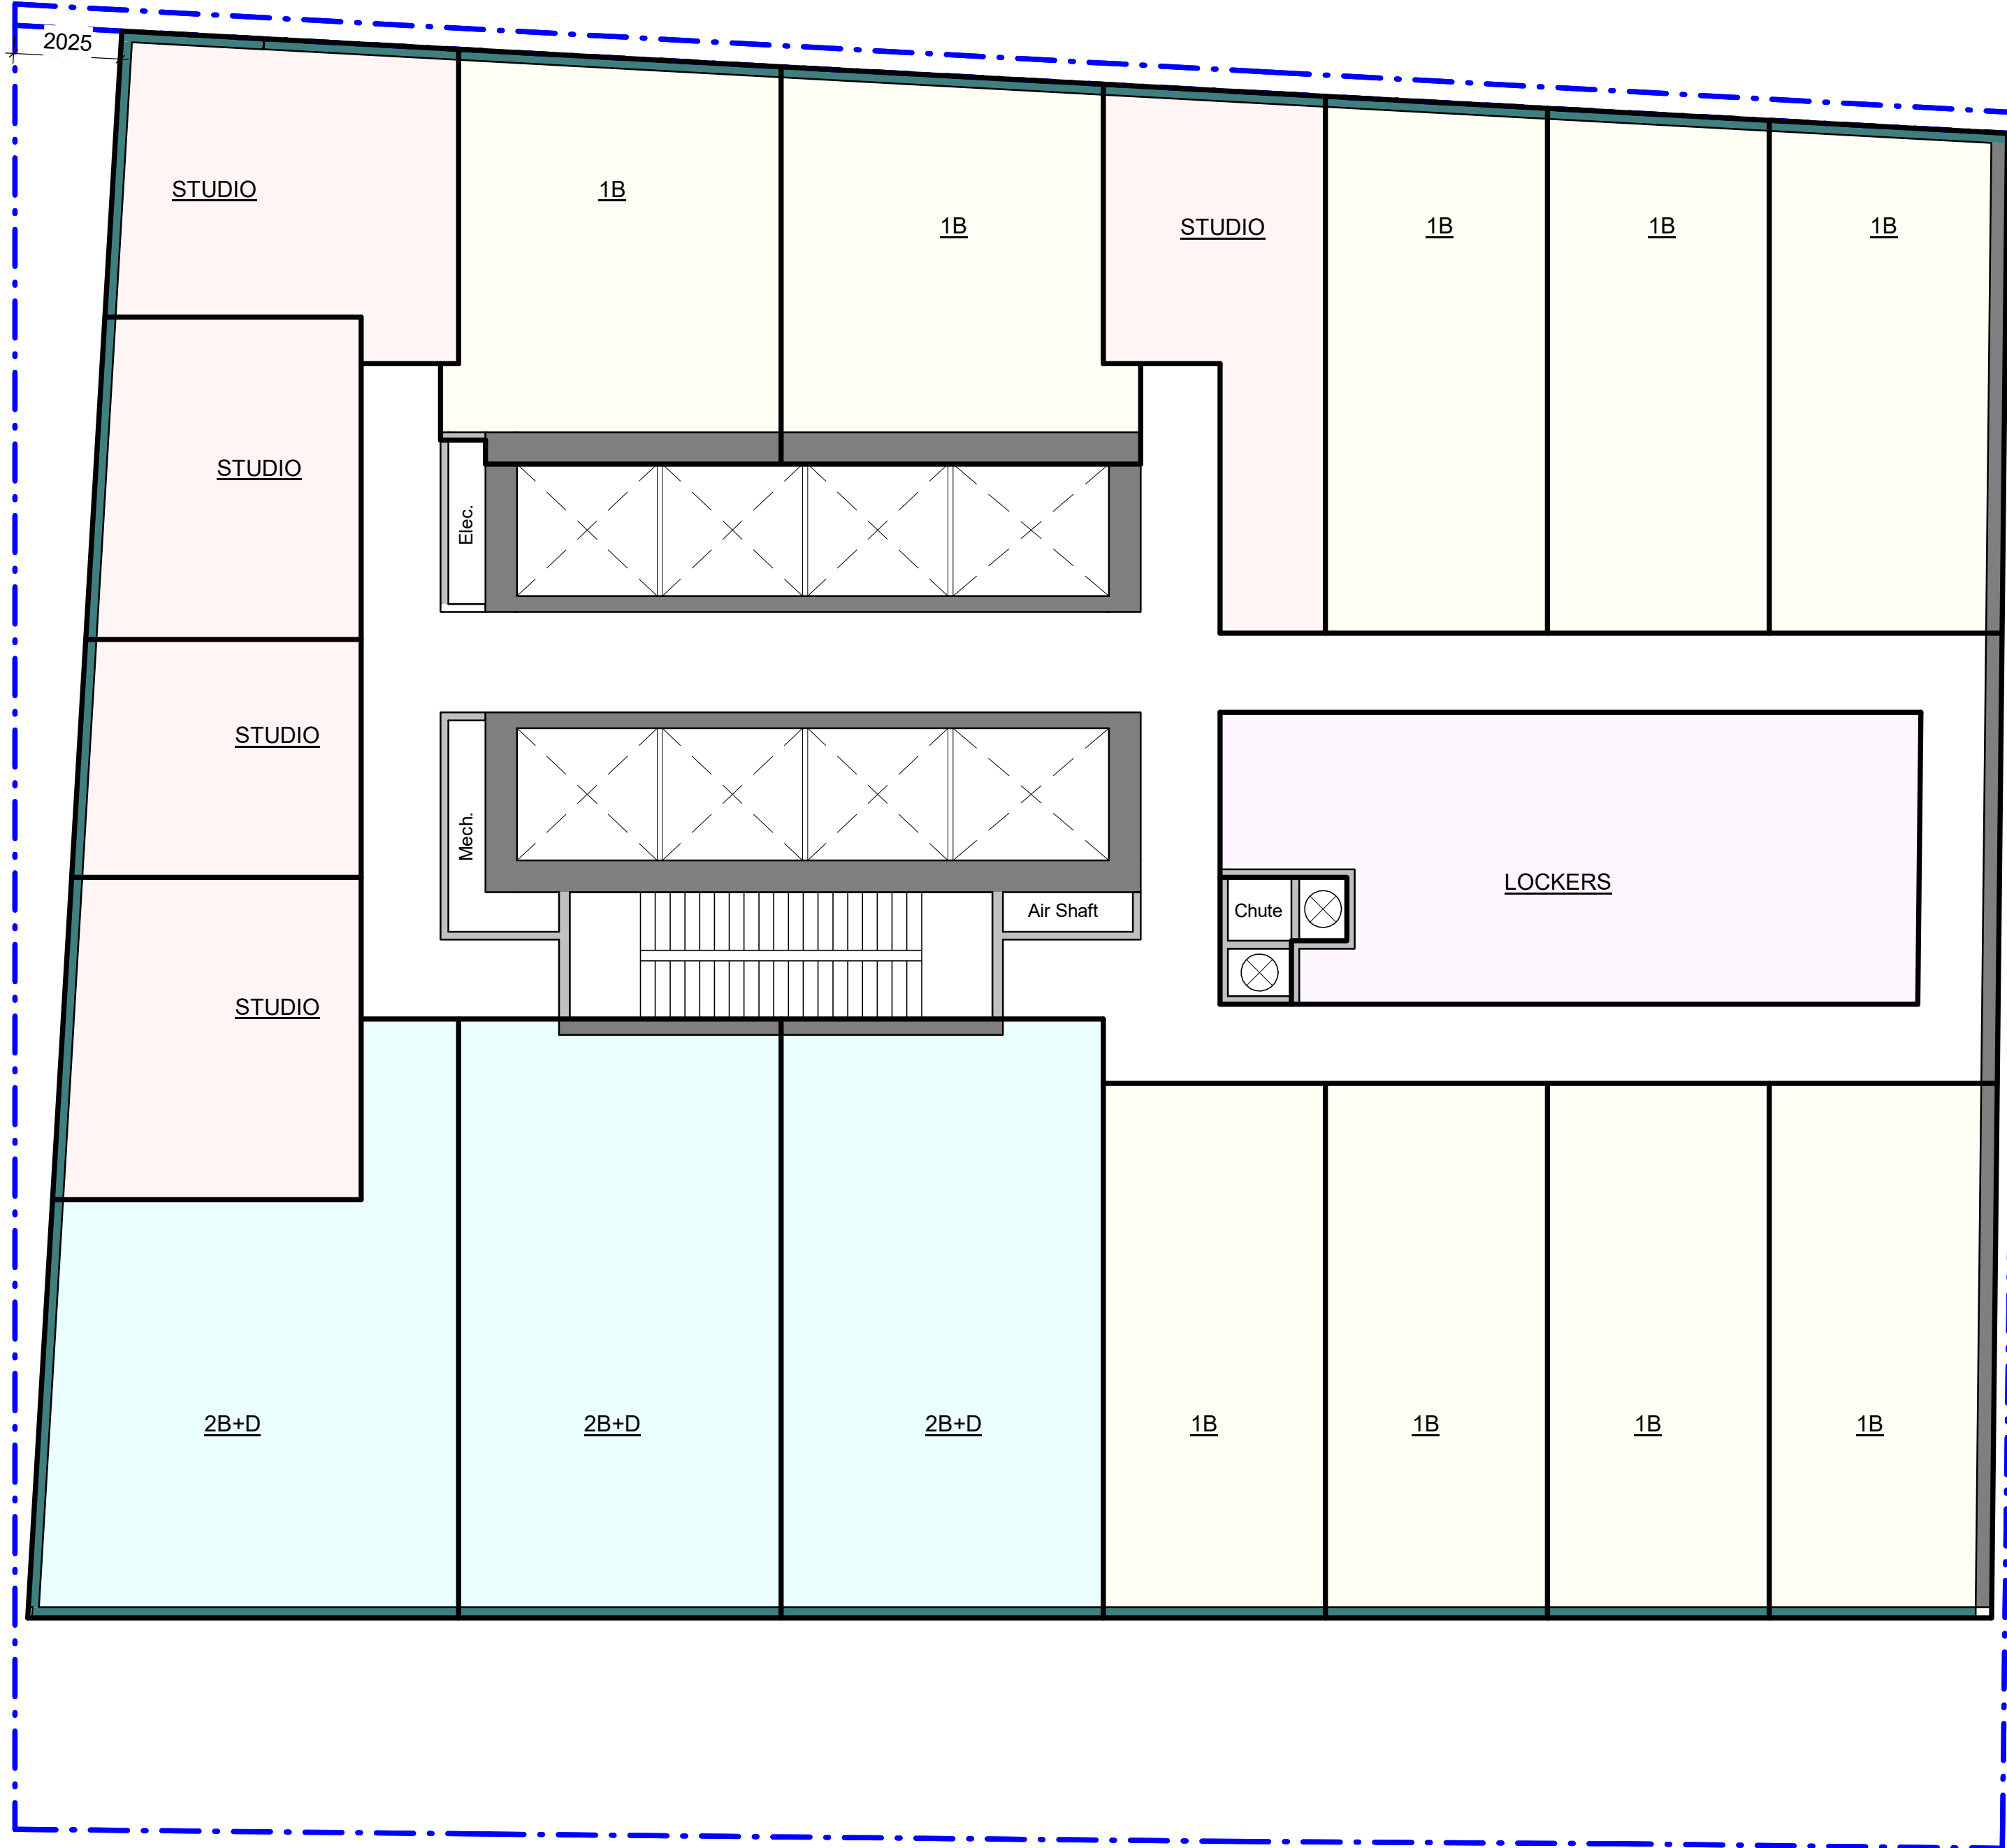 2025
STUDIO
1B
1B
STUDIO
1B
1B
1B
STUDIO
Elec.
STUDIO
Mech.
LOCKERS
Air Shaft
Chute
STUDIO
2B+D
2B+D
2B+D
1B
1B
1B
1B